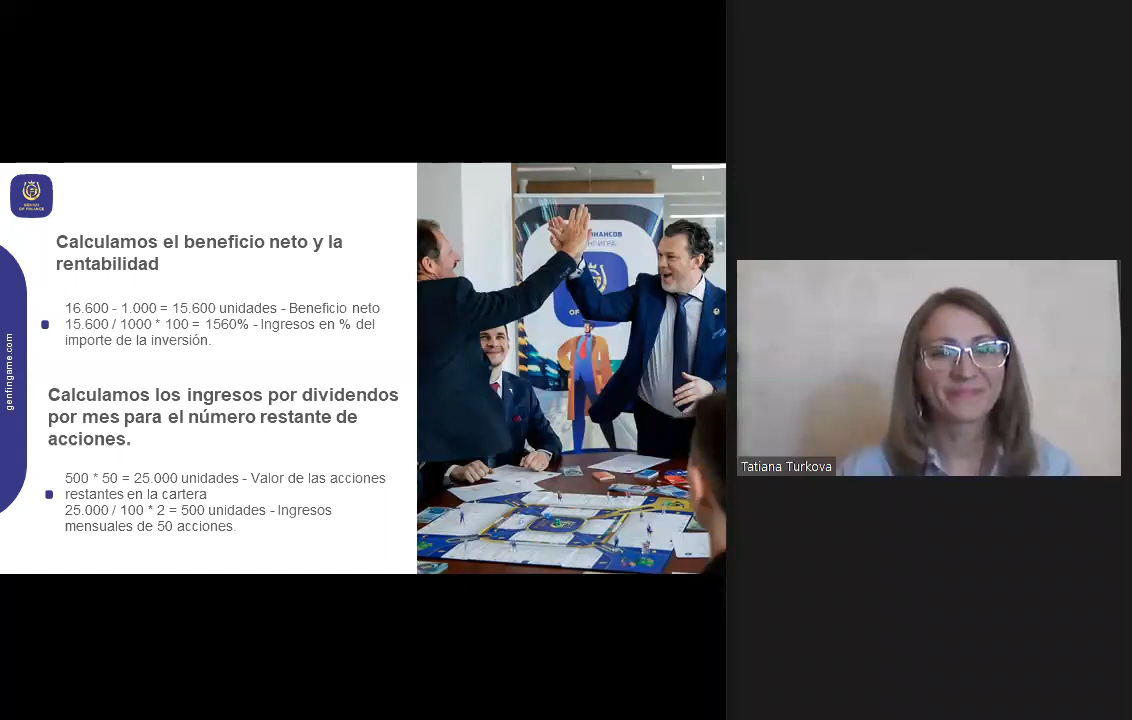 GENIUS
OF FINANCE
Calculamos el beneficio neto y la
rentabilidad
16.600 - 1.000 = 15.600 unidades - Beneficio neto
15.600 / 1000 * 100 = 1560% - Ingresos en % del
importe de la inversión.
genfingame.com
Calculamos los ingresos por dividendos
por mes para el número restante de
acciones.
500 * 50 = 25.000 unidades - Valor de las acciones
restantes en la cartera
25.000 / 100 * 2 = 500 unidades - Ingresos
mensuales de 50 acciones.
Tatiana Turkova